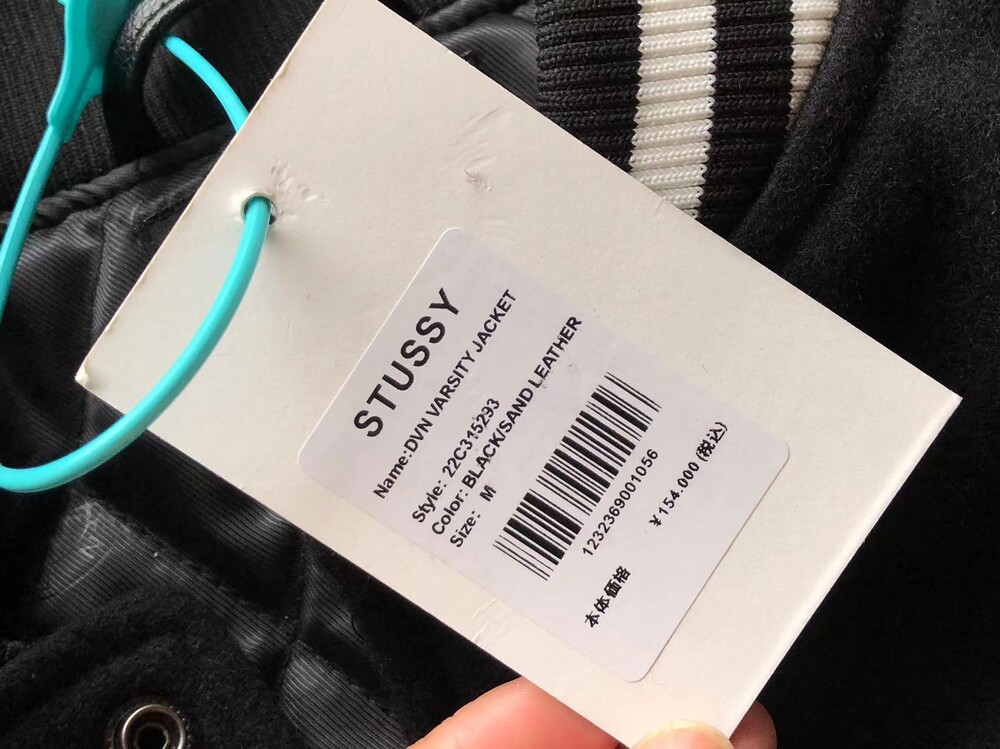 STUSSY
Name:DVN VARSITY JACKET
Style: 22C315293
Color: BLACK/SAND LEATHER
Size: M
1232369001056
本体価格 ¥154.000 (税込)